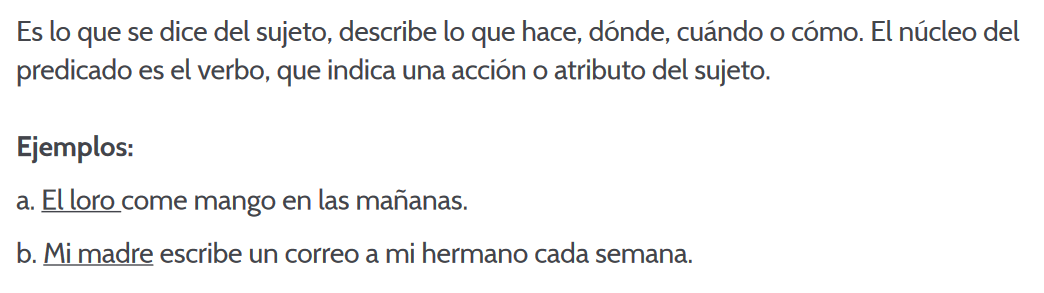 Es lo que se dice del sujeto, describe lo que hace, dónde, cuándo o cómo. El núcleo del
predicado es el verbo, que indica una acción o atributo del sujeto.
Ejemplos:
a. El loro come mango en las mañanas.
b. Mi madre escribe un correo a mi hermano cada semana.